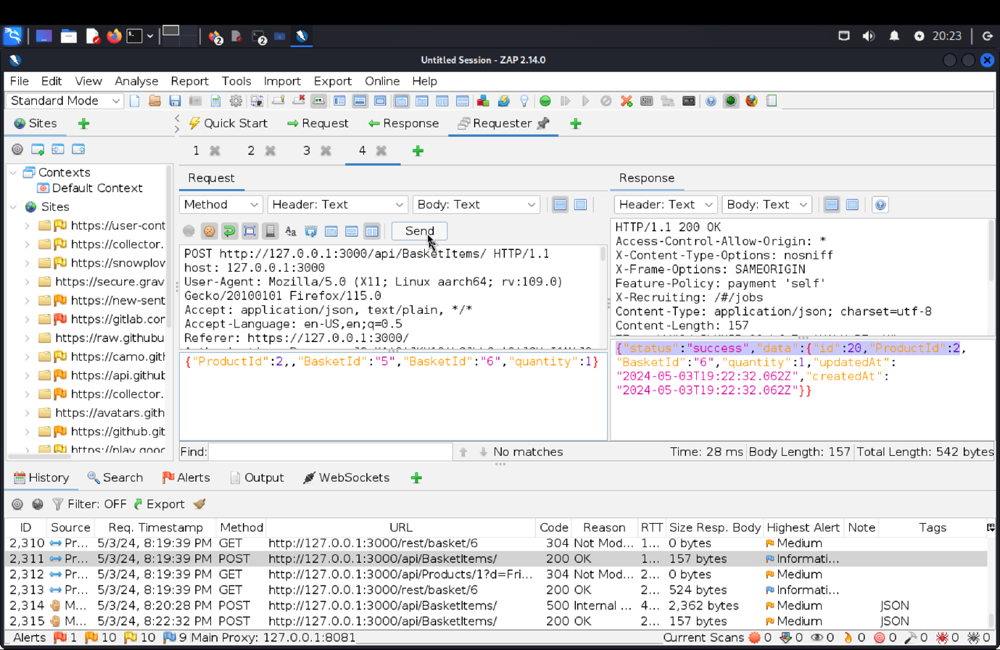 2
2
20:23
Untitled Session - ZAP 2.14.0
File Edit View Analyse Report Tools Import Export Online Help
Standard Mode
Sites
Quick Start Request Response Requester
1 2 3 4
Request
Response
Contexts
Default Context
Sites
https://user-cont
https://collector.
https://snowplow
https://secure.grav
https://new-sent
https://gitlab.cor
https://raw.githubu
https://camo.gith
https://api.github
https://collector.
https://avatars.gith
https://github.git
https://play.goog
Method Header: Text Body: Text
Header: Text Body: Text
Aa
Send
POST http://127.0.0.1:3000/api/BasketItems/ HTTP/1.1
host: 127.0.0.1:3000
User-Agent: Mozilla/5.0 (X11; Linux aarch64; rv:109.0)
Gecko/20100101 Firefox/115.0
Accept: application/json, text/plain, */*
Accept-Language: en-US,en;q=0.5
Referer: https://127.0.0.1:3000/
{"ProductId":2,,"BasketId":"5","BasketId":"6","quantity":1}
HTTP/1.1 200 OK
Access-Control-Allow-Origin: *
X-Content-Type-Options: nosniff
X-Frame-Options: SAMEORIGIN
Feature-Policy: payment 'self'
X-Recruiting: /#/jobs
Content-Type: application/json; charset=utf-8
Content-Length: 157
{"status":"success","data":{"id":20,"ProductId":2,
"BasketId":"6","quantity":1,"updatedAt":
"2024-05-03T19:22:32.062Z","createdAt":
"2024-05-03T19:22:32.062Z"}}
Find: No matches Time: 28 ms Body Length: 157 Total Length: 542 bytes
History Search Alerts Output WebSockets
Filter: OFF Export
ID Source Req. Timestamp Method URL Code Reason RTT Size Resp. Body Highest Alert Note Tags
2,310 Pr... 5/3/24, 8:19:39 PM GET http://127.0.0.1:3000/rest/basket/6 304 Not Mod... 1... 0 bytes Medium
2,311 Pr... 5/3/24, 8:19:39 PM POST http://127.0.0.1:3000/api/BasketItems/ 200 OK 1... 157 bytes Informati...
2,312 Pr... 5/3/24, 8:19:39 PM GET http://127.0.0.1:3000/api/Products/1?d=Fri... 304 Not Mod... 2... 0 bytes Medium
2,313 Pr... 5/3/24, 8:19:39 PM GET http://127.0.0.1:3000/rest/basket/6 200 OK 2... 524 bytes Informati...
2,314 M... 5/3/24, 8:20:28 PM POST http://127.0.0.1:3000/api/BasketItems/ 500 Internal ... 4... 2,362 bytes Medium JSON
2,315 M... 5/3/24, 8:22:32 PM POST http://127.0.0.1:3000/api/BasketItems/ 200 OK 2... 157 bytes Medium JSON
Alerts 1 10 10 9 Main Proxy: 127.0.0.1:8081 Current Scans 0 0 0 0 0 0 0 0